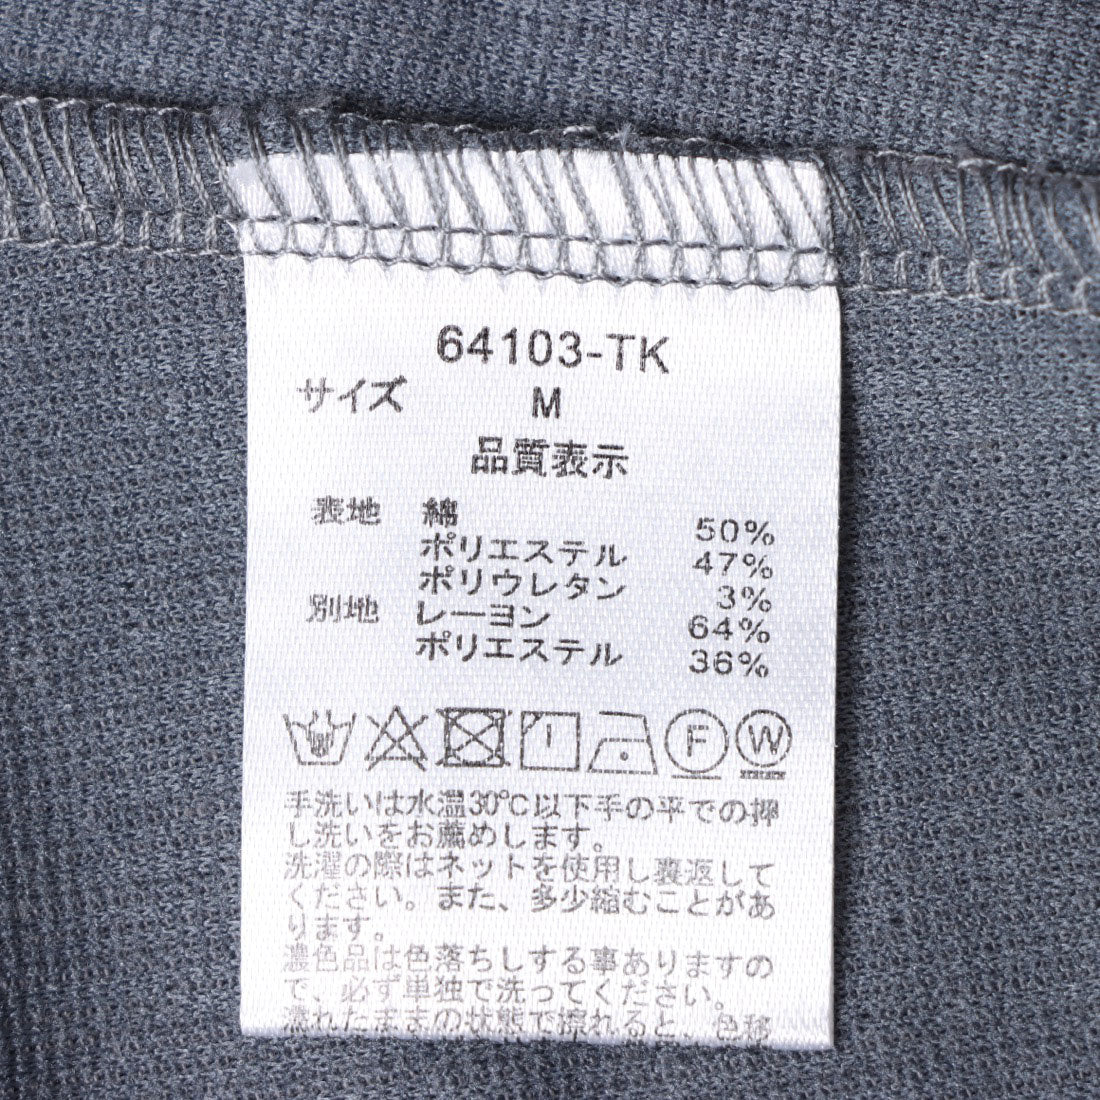 64103-TK
サイズ M
品質表示
表地 綿 50%
ポリエステル 47%
ポリウレタン 3%
別地 レーヨン 64%
ポリエステル 36%
F W
手洗いは水温30℃以下手の平での押
し洗いをお薦めします。
洗濯の際はネットを使用し裏返して
ください。また、多少縮むことがあ
ります。
濃色品は色落ちしする事ありますの
で、必ず単独で洗ってください。
濡れたままの状態で擦れると、色移